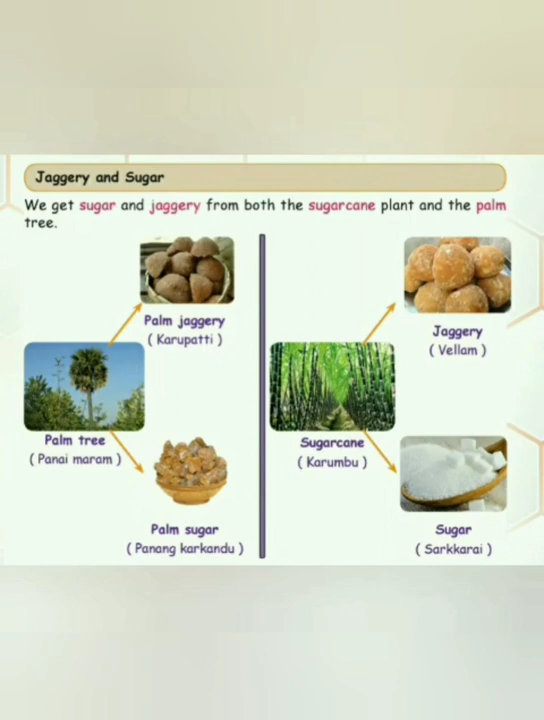 Jaggery and Sugar
We get sugar and jaggery from both the sugarcane plant and the palm
tree.
Palm jaggery
( Karupatti )
Palm tree
( Panai maram )
Palm sugar
( Panang karkandu )
Jaggery
( Vellam )
Sugarcane
( Karumbu )
Sugar
( Sarkkarai )